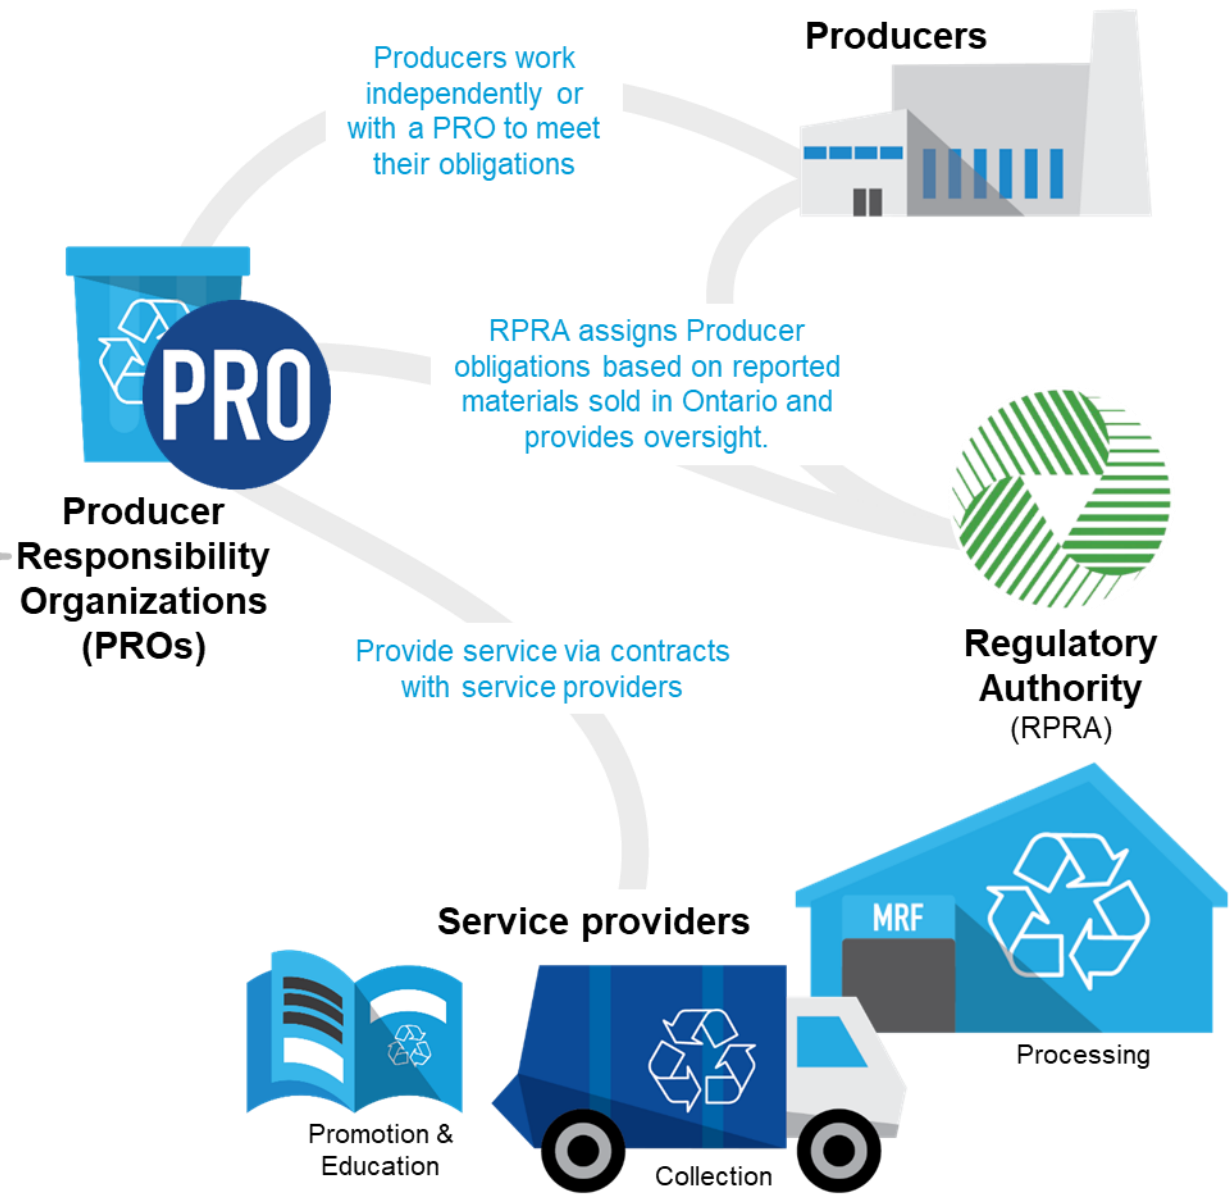 Producers
Producers work
independently or
with a PRO to meet
their obligations
PRO
RPRA assigns Producer
obligations based on reported
materials sold in Ontario and
provides oversight.
Producer
Responsibility
Organizations
(PROs)
Regulatory
Authority
(RPRA)
Provide service via contracts
with service providers
Service providers
MRF
Processing
Promotion &
Education
Collection